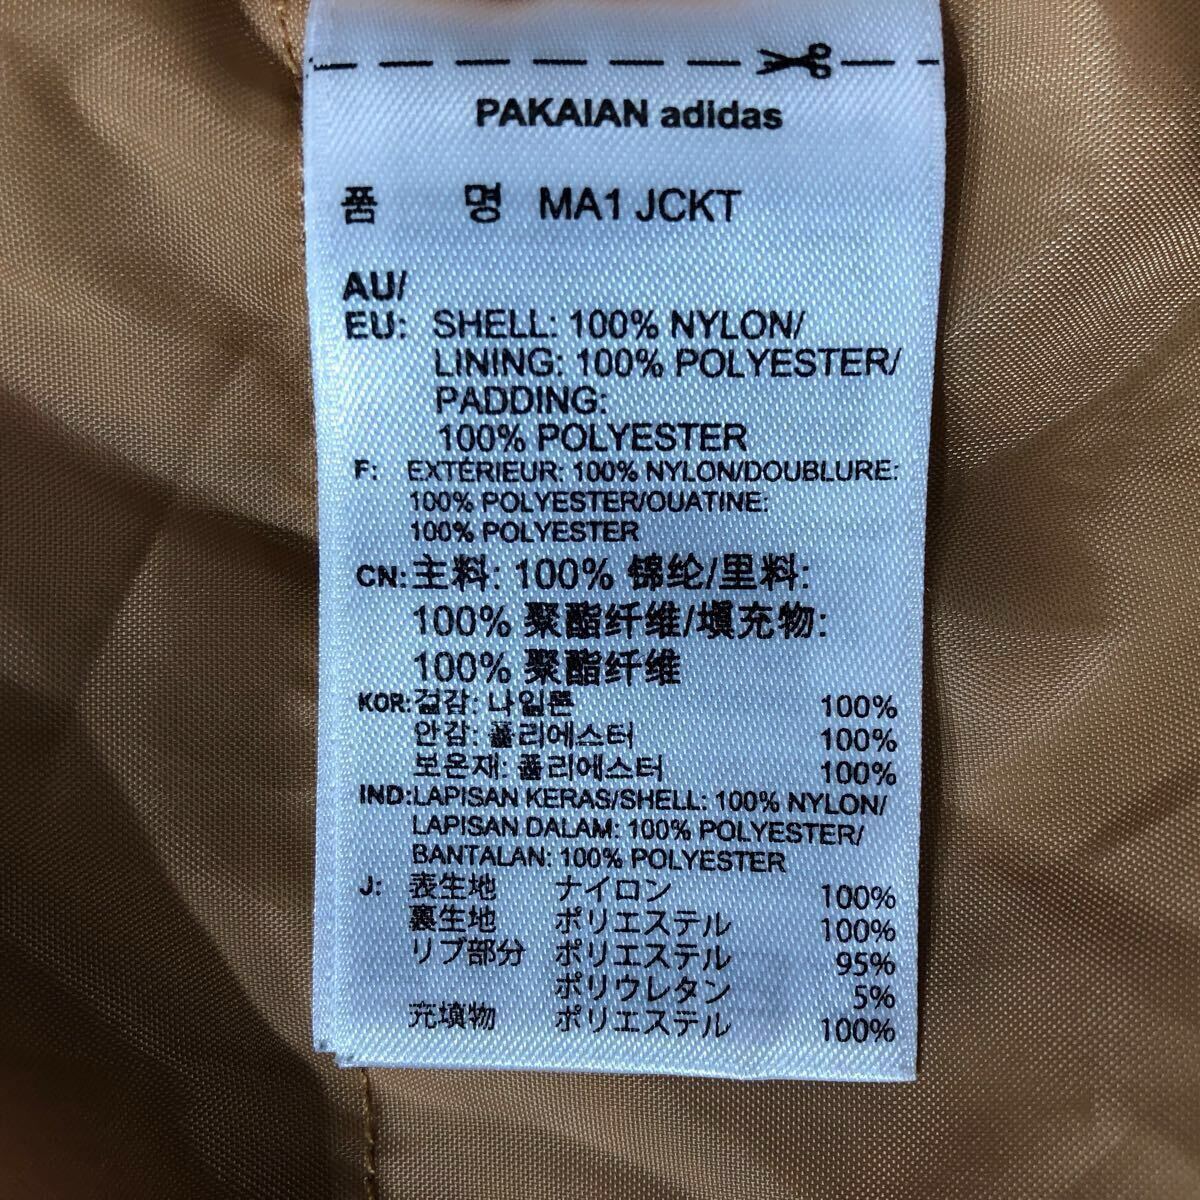 PAKAIAN adidas
품 명 MA1 JCKT
AU/
EU: SHELL: 100% NYLON/
LINING: 100% POLYESTER/
PADDING:
100% POLYESTER
F: EXTÉRIEUR: 100% NYLON/DOUBLURE:
100% POLYESTER/OUATINE:
100% POLYESTER
CN: 主料: 100% 锦纶/里料:
100% 聚酯纤维/填充物:
100% 聚酯纤维
KOR: 겉감: 나일론 100%
안감: 폴리에스터 100%
보온재: 폴리에스터 100%
IND: LAPISAN KERAS/SHELL: 100% NYLON/
LAPISAN DALAM: 100% POLYESTER/
BANTALAN: 100% POLYESTER
J: 表生地 ナイロン 100%
裏生地 ポリエステル 100%
リブ部分 ポリエステル 95%
ポリウレタン 5%
充填物 ポリエステル 100%